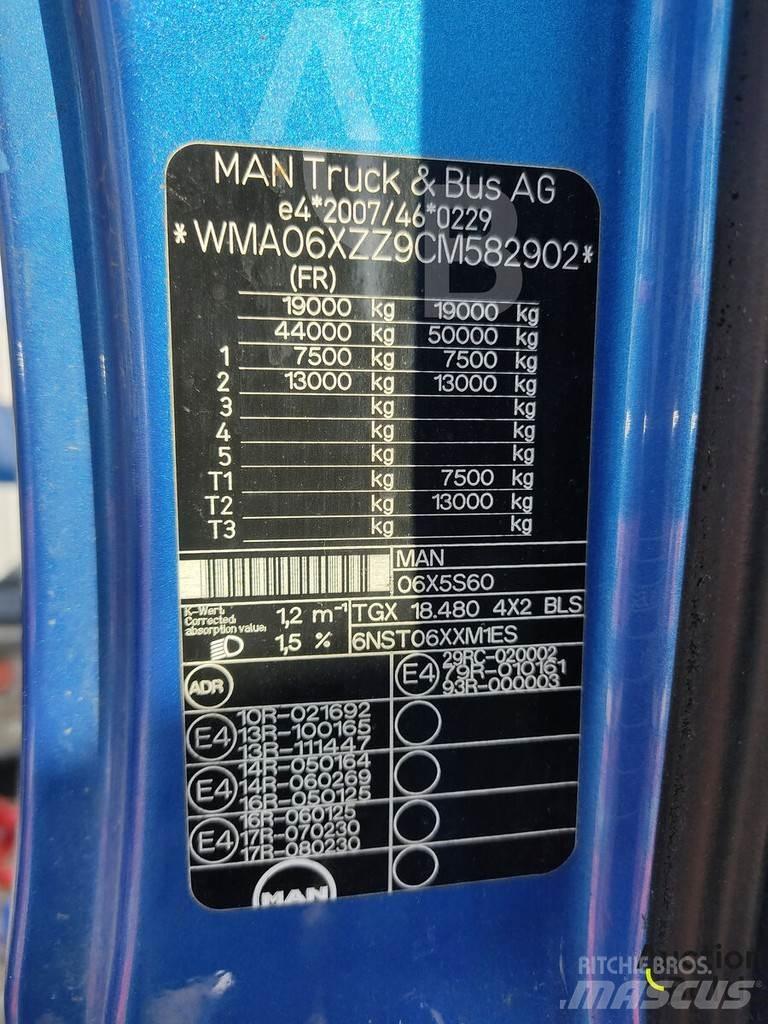 MAN Truck & Bus AG
e4*2007/46*0229
*WMA06XZZ9CM582902*
(FR)
19000 kg 19000 kg
44000 kg 50000 kg
1 7500 kg 7500 kg
2 13000 kg 13000 kg
3 kg kg
4 kg kg
5 kg kg
T1 kg 7500 kg
T2 kg 13000 kg
T3 kg kg
MAN
06X5S60
K-Wert
Corrected
absorption value: 1,2 m⁻¹
TGX 18.480 4X2 BLS
1,5 %
6NST06XXM1ES
ADR
E4
29RC-020002
79R-010161
93R-000003
E4
10R-021692
13R-100165
13R-111447
E4
14R-050164
14R-060269
16R-050125
E4
16R-060125
17R-070230
17R-080230
MAN
Auction
RITCHIE BROS.
MASCUS